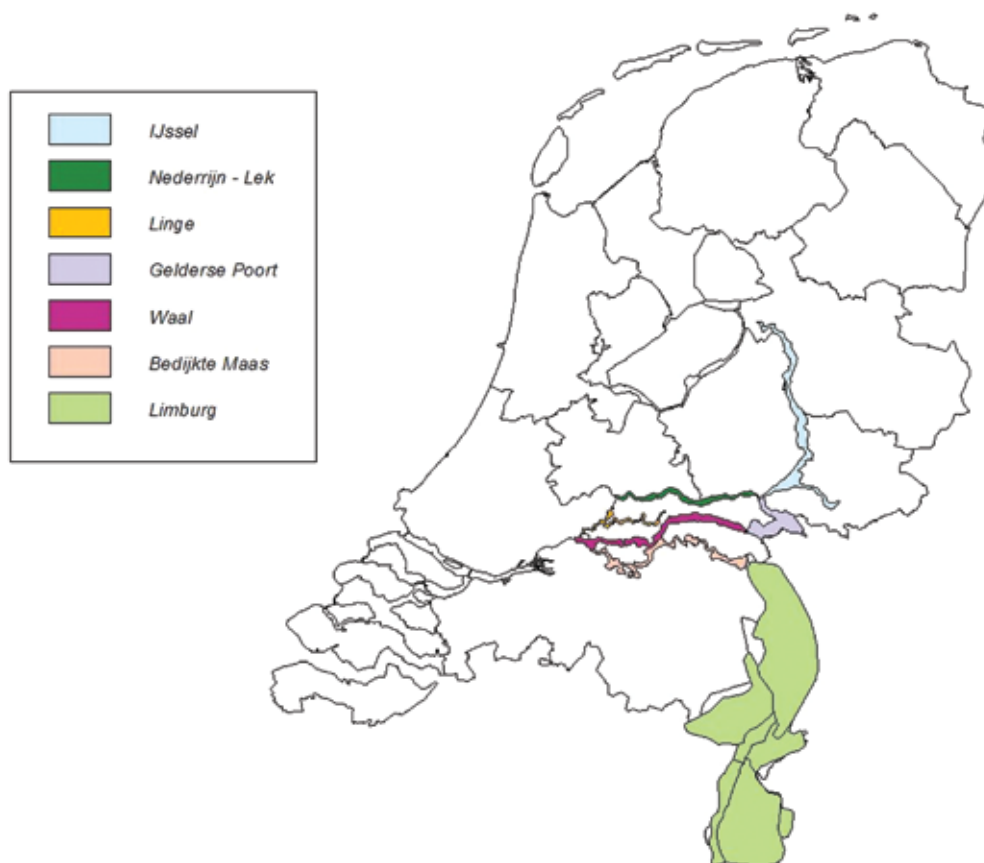 IJssel
Nederrijn - Lek
Linge
Gelderse Poort
Waal
Bedijkte Maas
Limburg